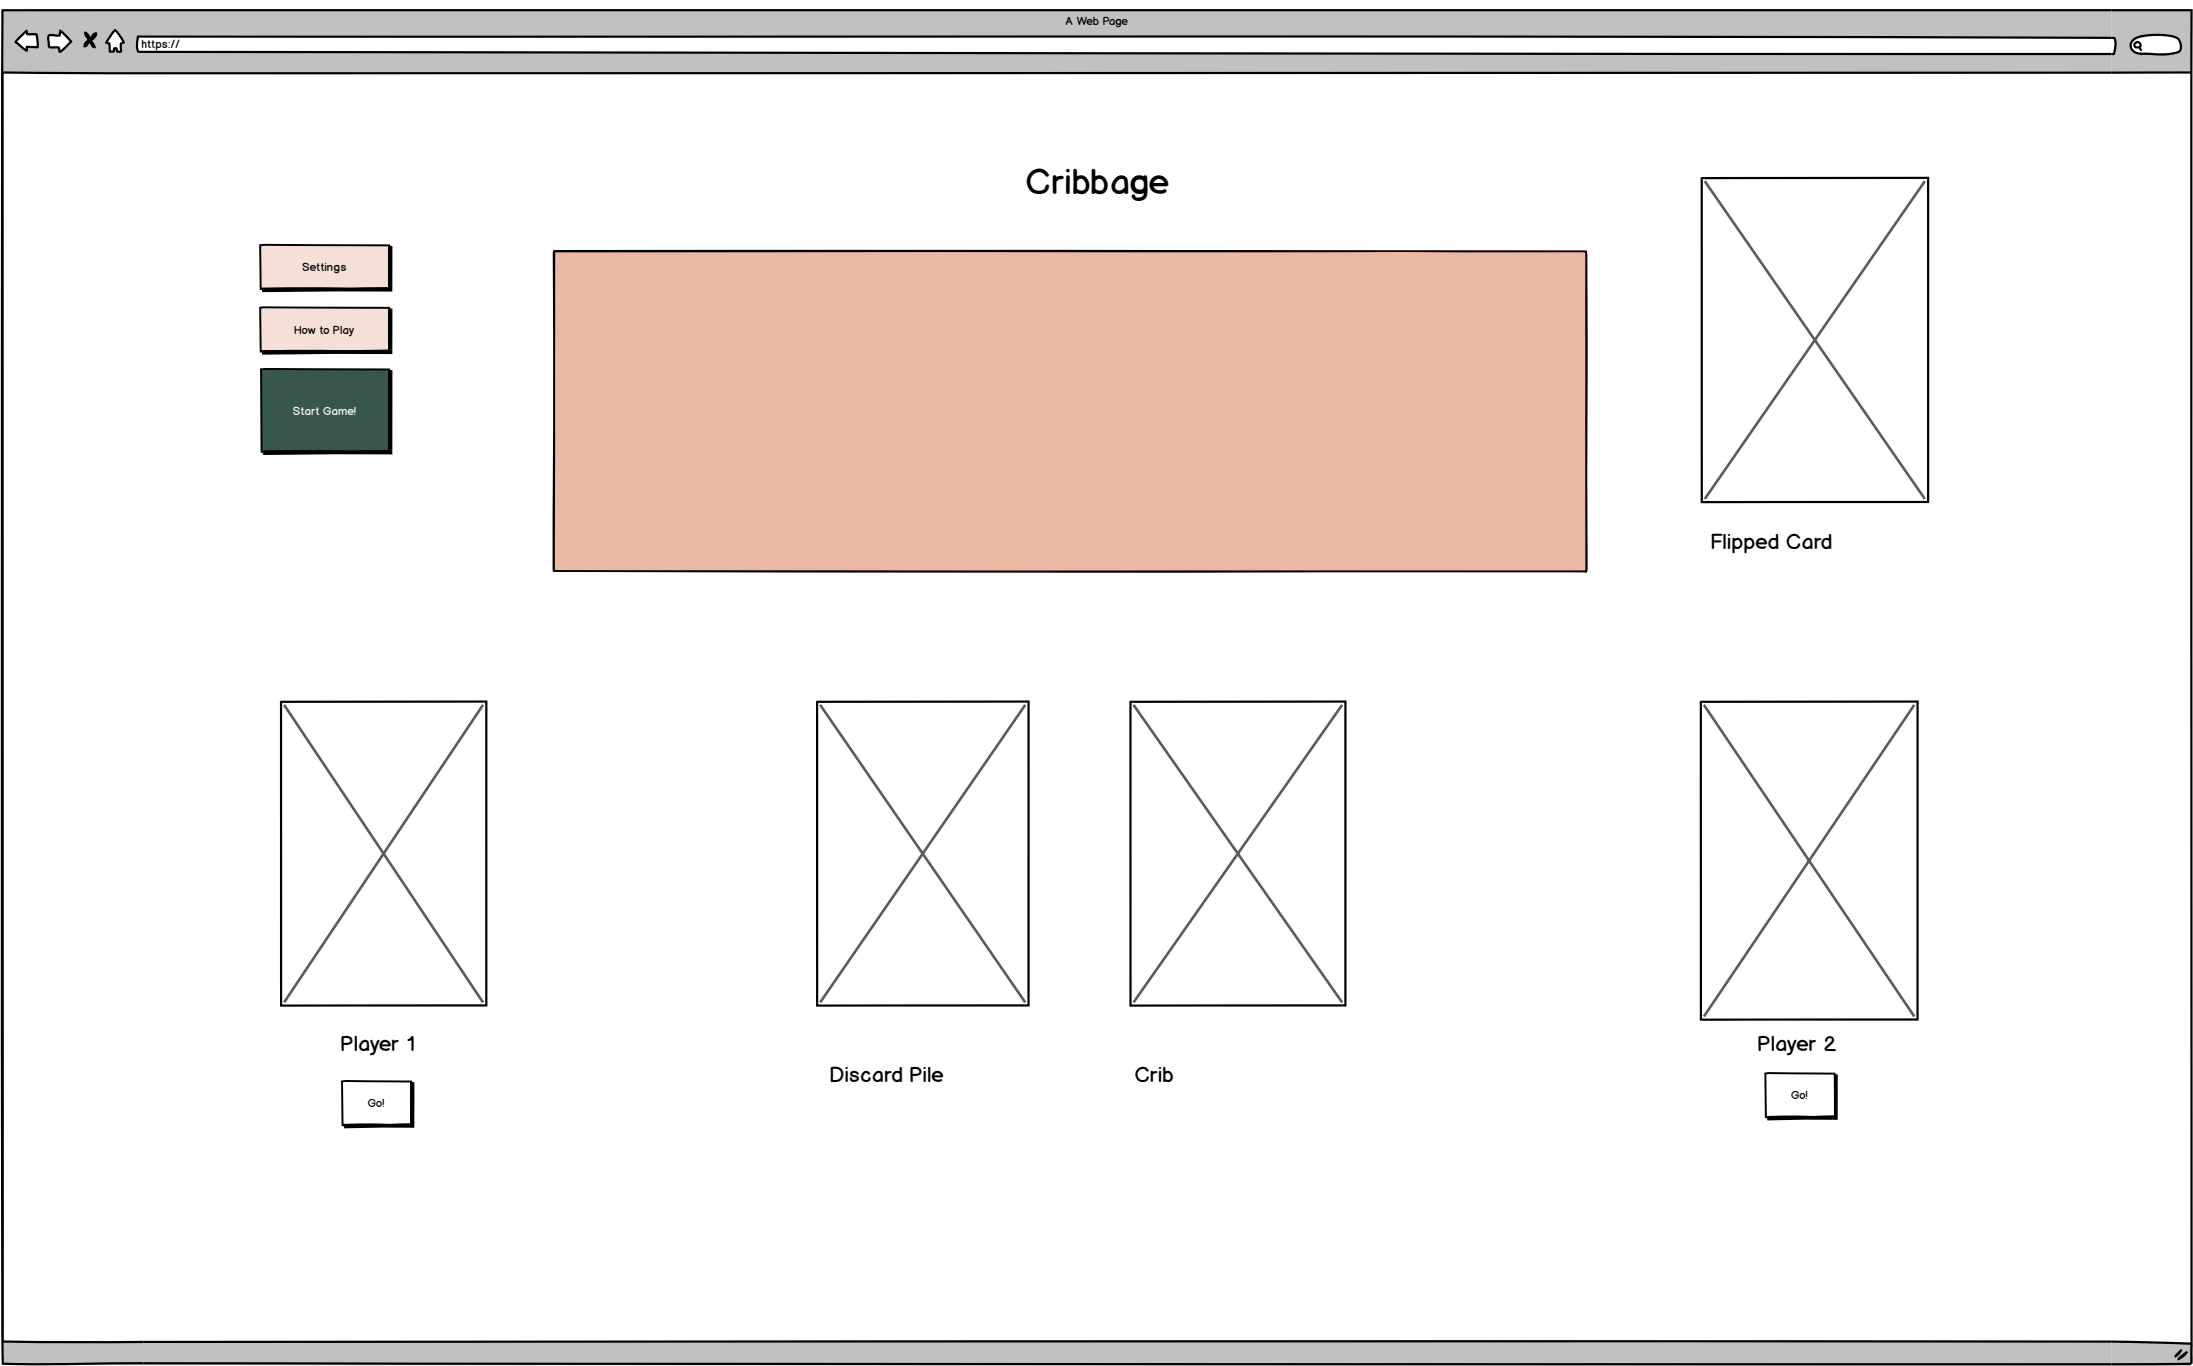 A Web Page
https://
Cribbage
Settings
How to Play
Start Game!
Flipped Card
Player 1
Go!
Discard Pile
Crib
Player 2
Go!